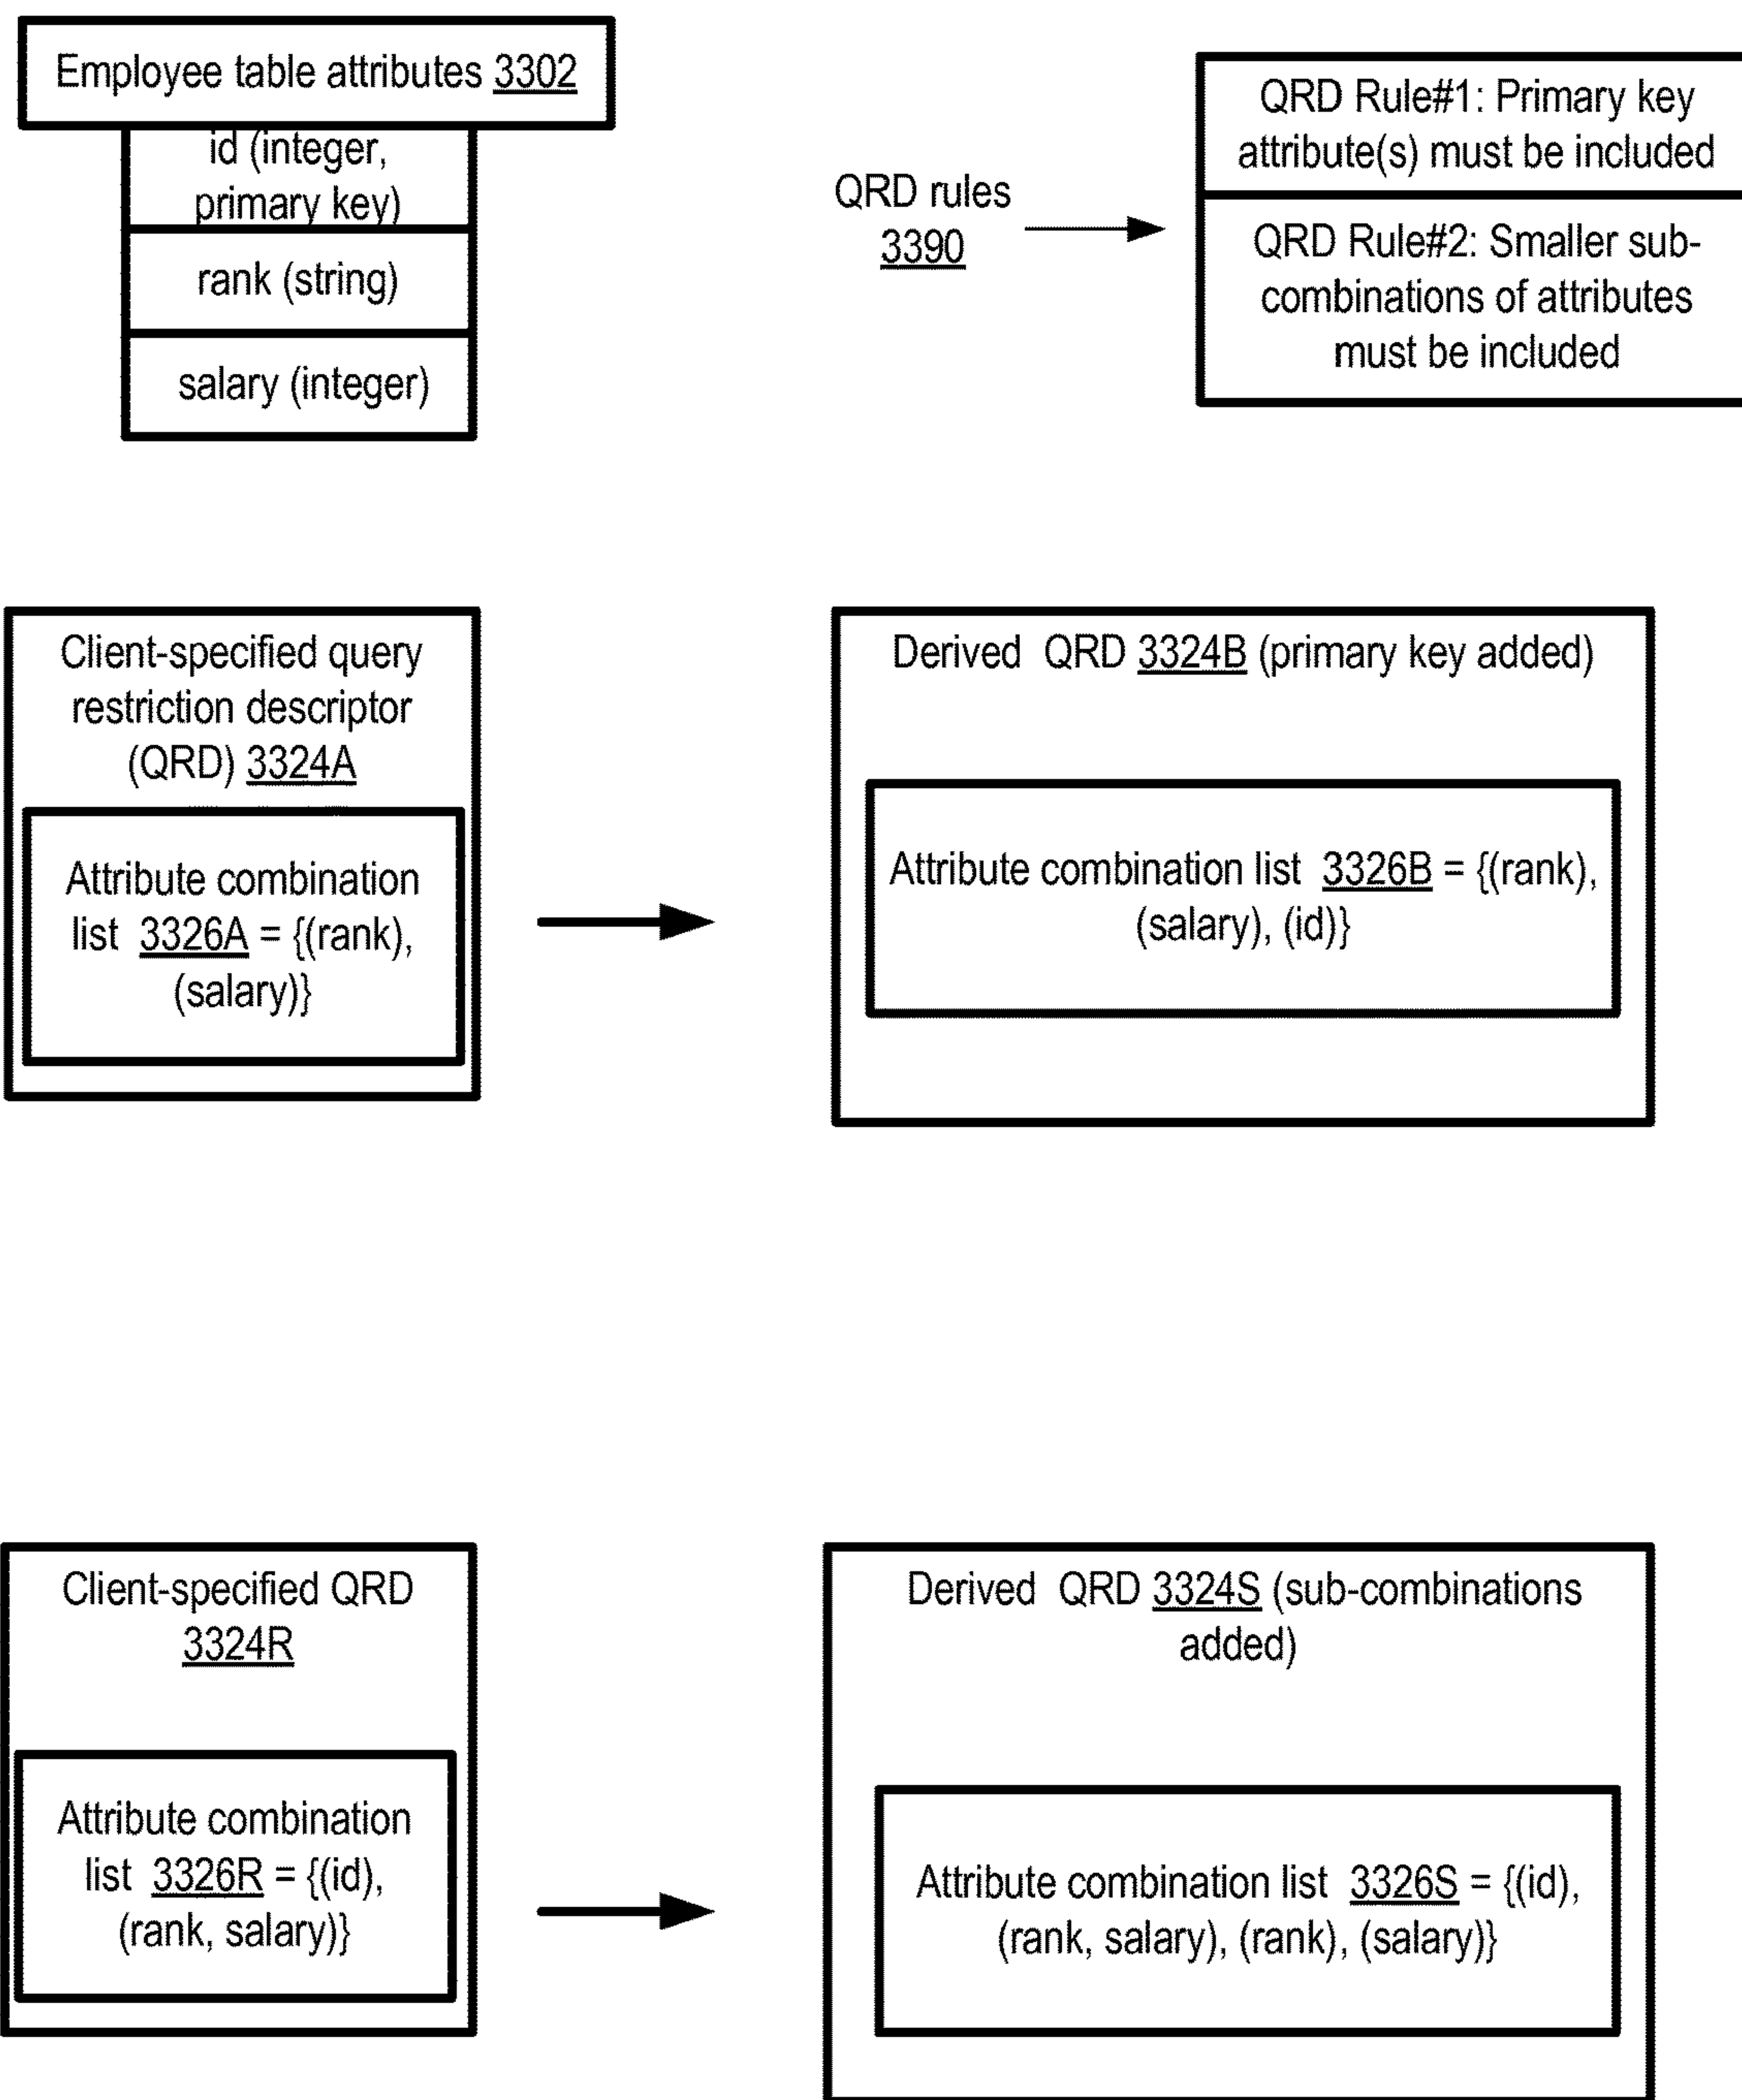 Employee table attributes 3302
id (integer,
primary key)
rank (string)
salary (integer)
QRD rules
3390
QRD Rule#1: Primary key
attribute(s) must be included
QRD Rule#2: Smaller sub-
combinations of attributes
must be included
Client-specified query
restriction descriptor
(QRD) 3324A
Attribute combination
list 3326A = {(rank),
(salary)}
Derived QRD 3324B (primary key added)
Attribute combination list 3326B = {(rank),
(salary), (id)}
Client-specified QRD
3324R
Attribute combination
list 3326R = {(id),
(rank, salary)}
Derived QRD 3324S (sub-combinations
added)
Attribute combination list 3326S = {(id),
(rank, salary), (rank), (salary)}